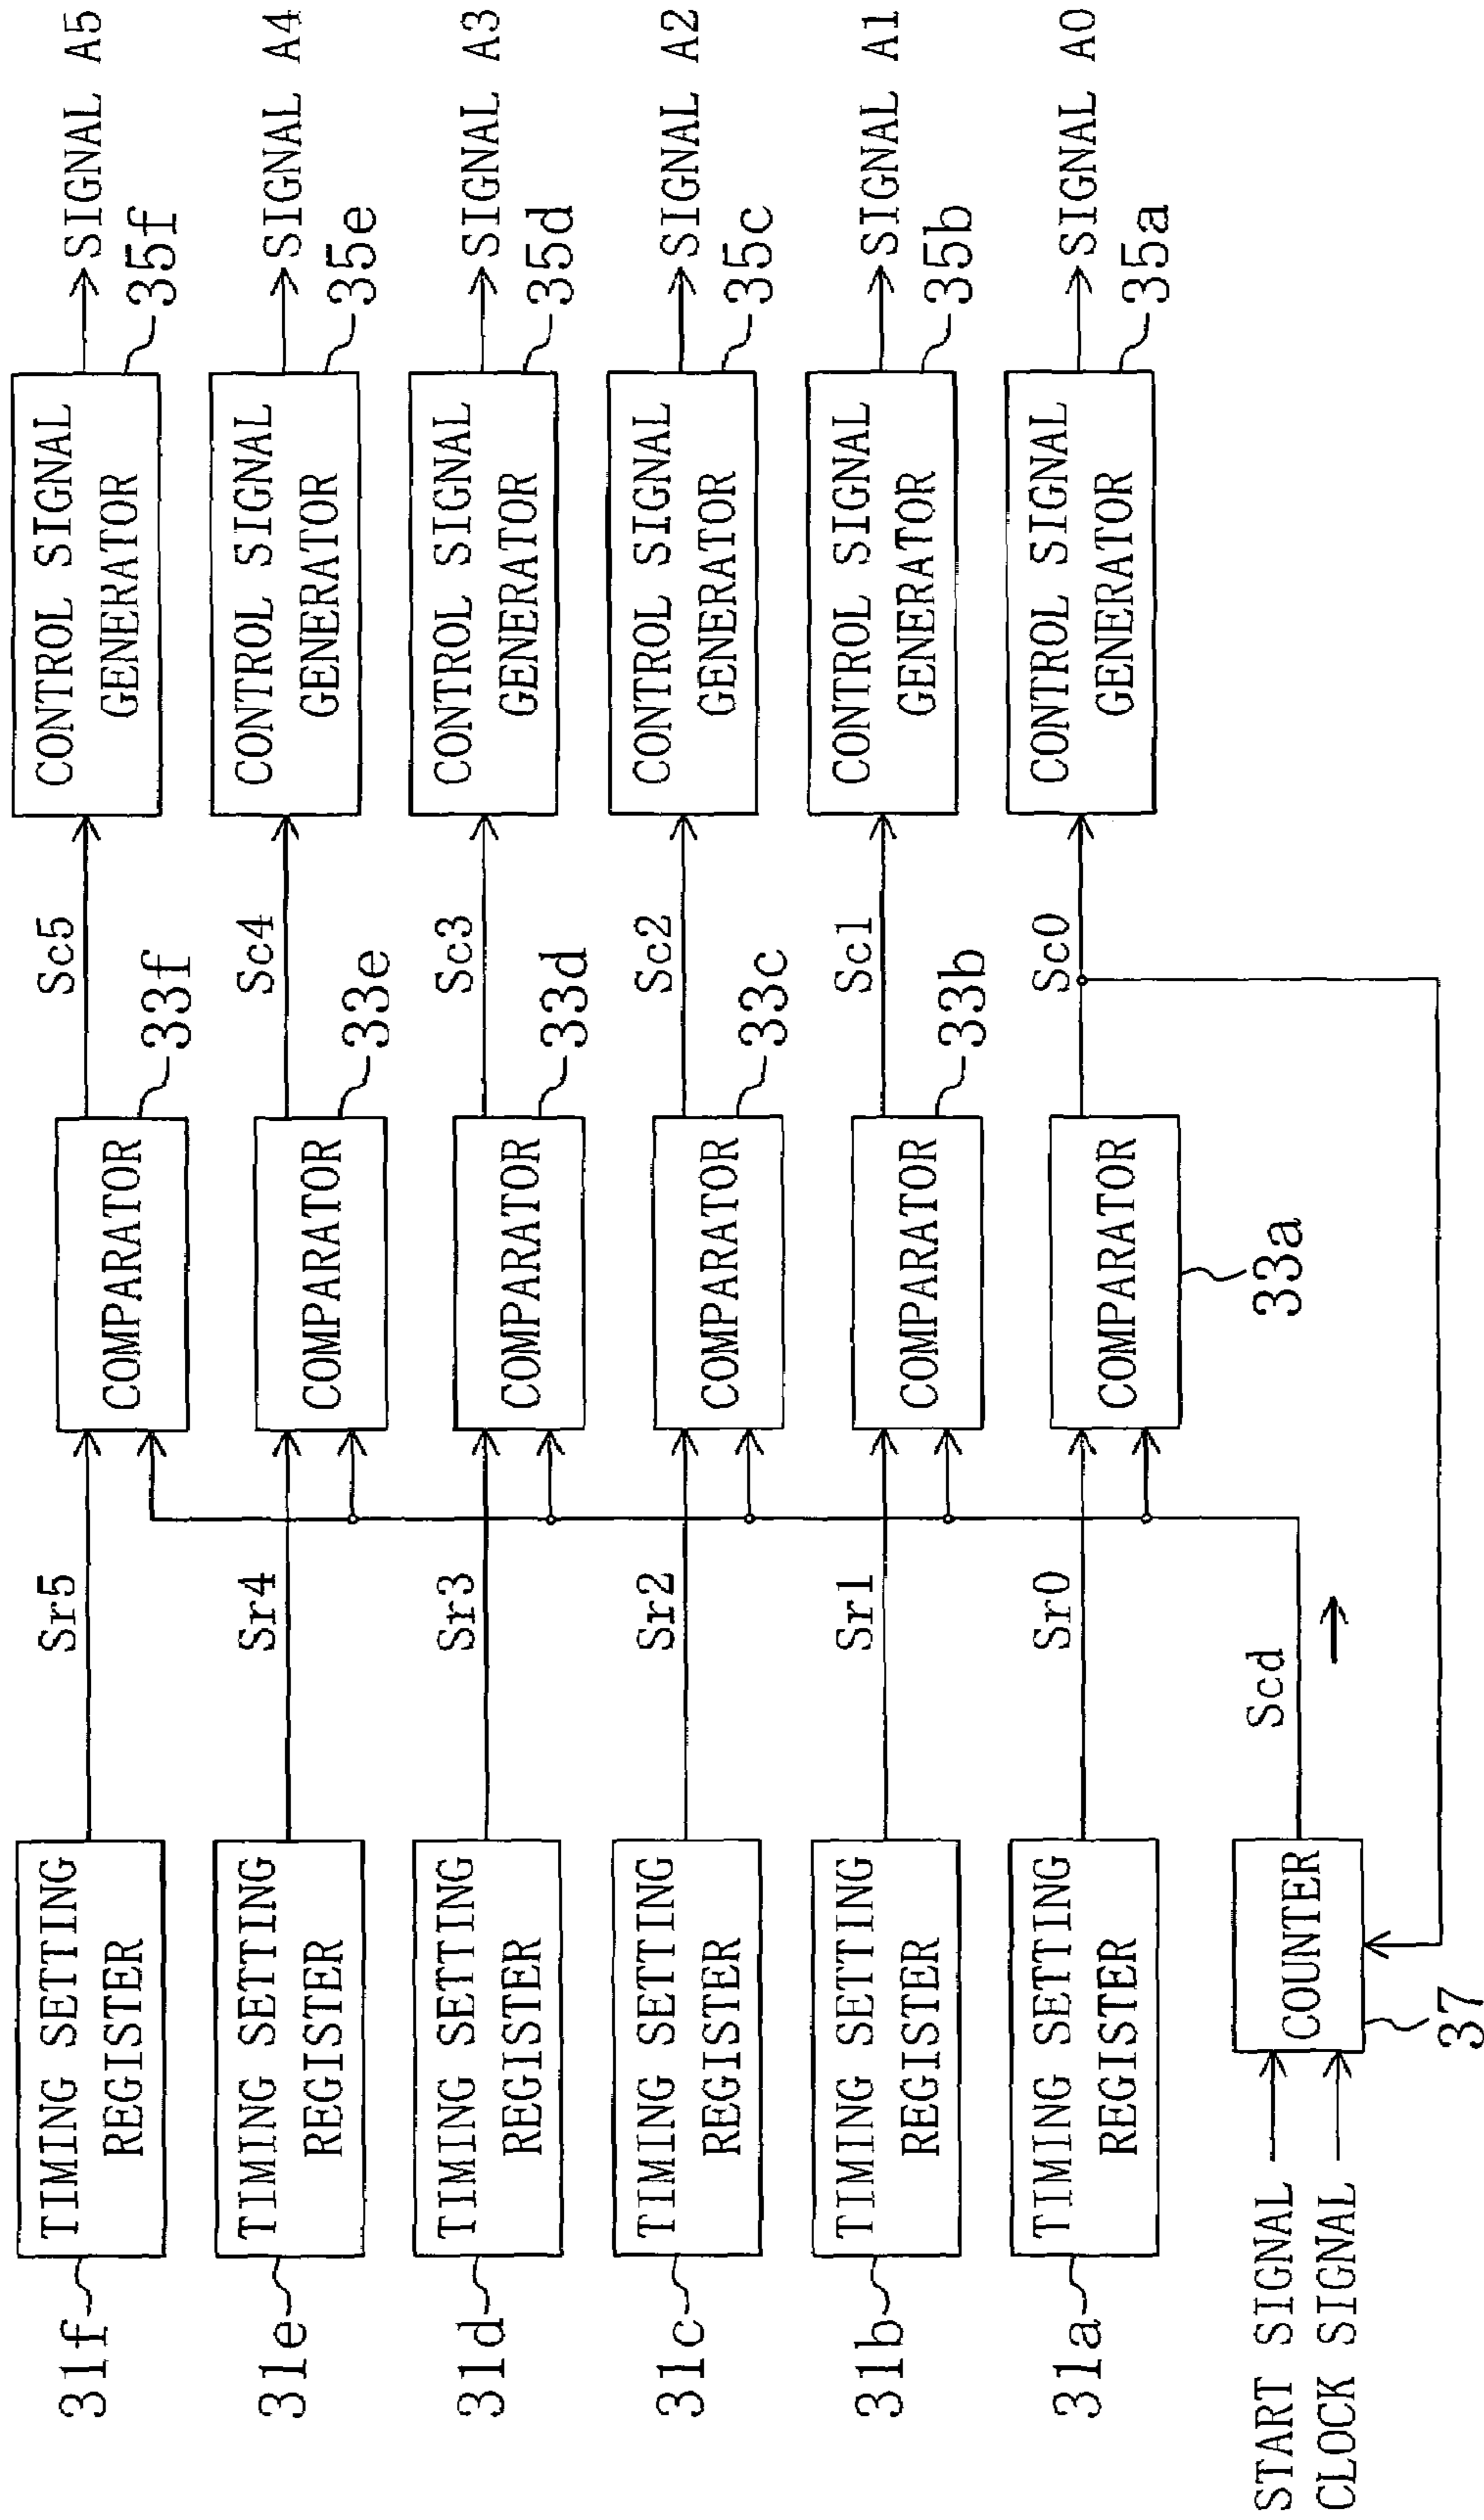 31f
TIMING SETTING
REGISTER
Sr5
COMPARATOR
33f
Sc5
CONTROL SIGNAL
GENERATOR
35f
SIGNAL A5
31e
TIMING SETTING
REGISTER
Sr4
COMPARATOR
33e
Sc4
CONTROL SIGNAL
GENERATOR
35e
SIGNAL A4
31d
TIMING SETTING
REGISTER
Sr3
COMPARATOR
33d
Sc3
CONTROL SIGNAL
GENERATOR
35d
SIGNAL A3
31c
TIMING SETTING
REGISTER
Sr2
COMPARATOR
33c
Sc2
CONTROL SIGNAL
GENERATOR
35c
SIGNAL A2
31b
TIMING SETTING
REGISTER
Sr1
COMPARATOR
33b
Sc1
CONTROL SIGNAL
GENERATOR
35b
SIGNAL A1
31a
TIMING SETTING
REGISTER
Sr0
COMPARATOR
33a
Sc0
CONTROL SIGNAL
GENERATOR
35a
SIGNAL A0
START SIGNAL
CLOCK SIGNAL
COUNTER
37
Scd